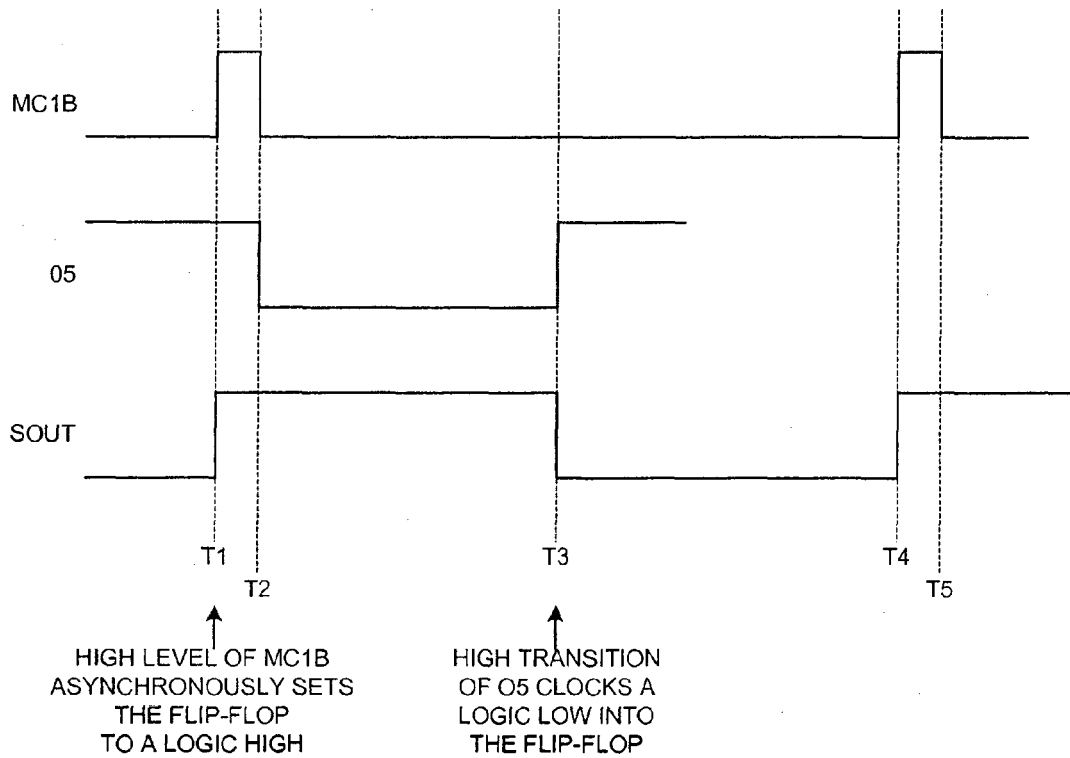 MC1B
05
SOUT
T1
T2
T3
T4
T5
HIGH LEVEL OF MC1B
ASYNCHRONOUSLY SETS
THE FLIP-FLOP
TO A LOGIC HIGH
HIGH TRANSITION
OF O5 CLOCKS A
LOGIC LOW INTO
THE FLIP-FLOP